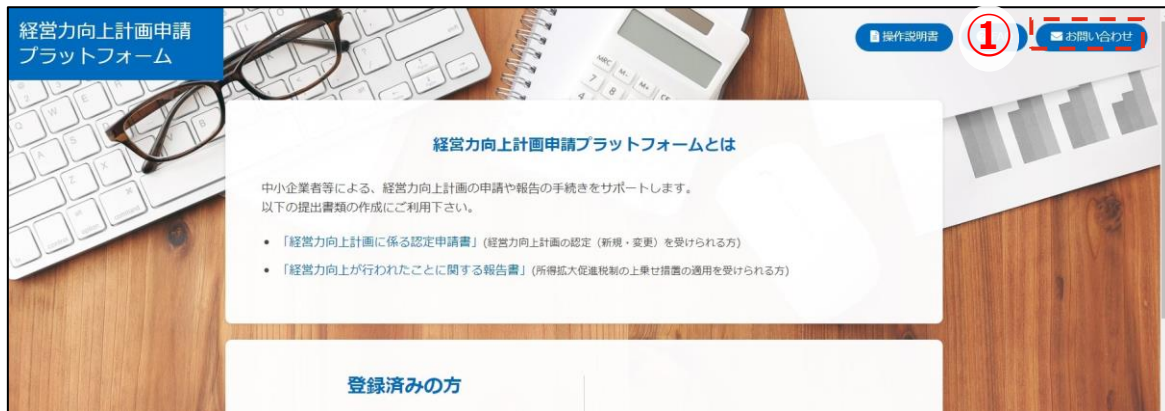 経営力向上計画申請
プラットフォーム
操作説明書
①
お問い合わせ
経営力向上計画申請プラットフォームとは
中小企業者等による、経営力向上計画の申請や報告の手続きをサポートします。
以下の提出書類の作成にご利用下さい。
• 「経営力向上計画に係る認定申請書」(経営力向上計画の認定(新規・変更)を受けられる方)
• 「経営力向上が行われたことに関する報告書」(所得拡大促進税制の上乗せ措置の適用を受けられる方)
登録済みの方